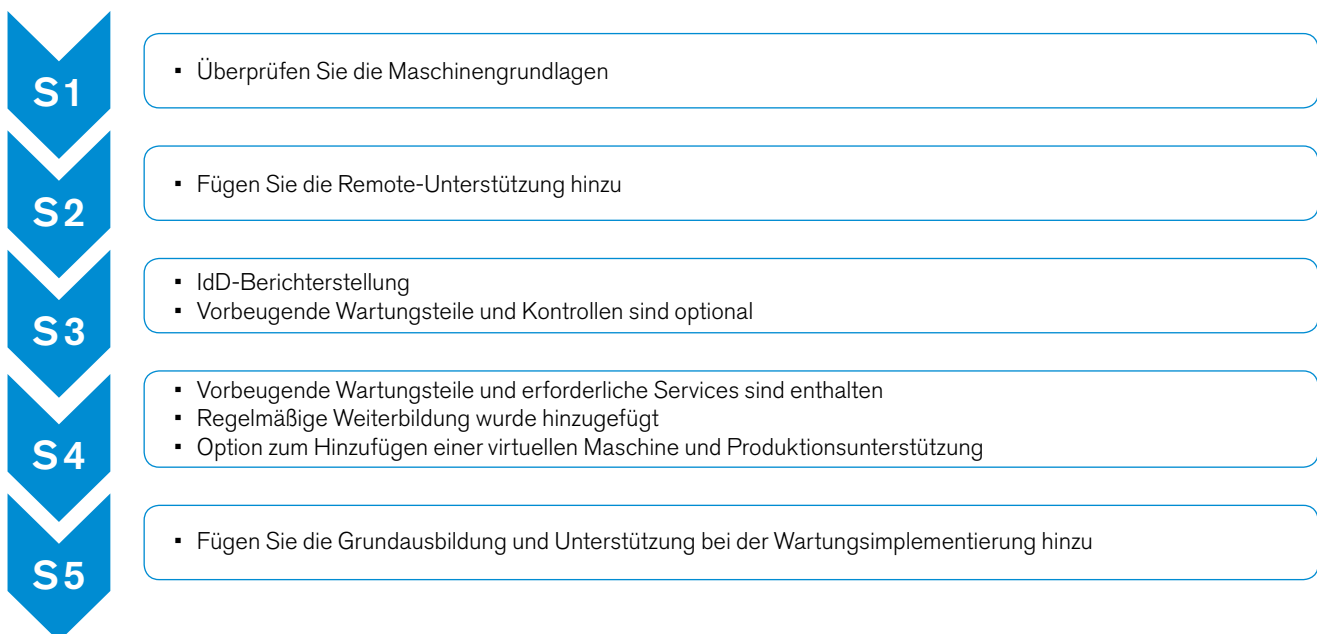 S1
▪ Überprüfen Sie die Maschinengrundlagen
S2
▪ Fügen Sie die Remote-Unterstützung hinzu
S3
▪ IdD-Berichterstellung
▪ Vorbeugende Wartungsteile und Kontrollen sind optional
S4
▪ Vorbeugende Wartungsteile und erforderliche Services sind enthalten
▪ Regelmäßige Weiterbildung wurde hinzugefügt
▪ Option zum Hinzufügen einer virtuellen Maschine und Produktionsunterstützung
S5
▪ Fügen Sie die Grundausbildung und Unterstützung bei der Wartungsimplementierung hinzu